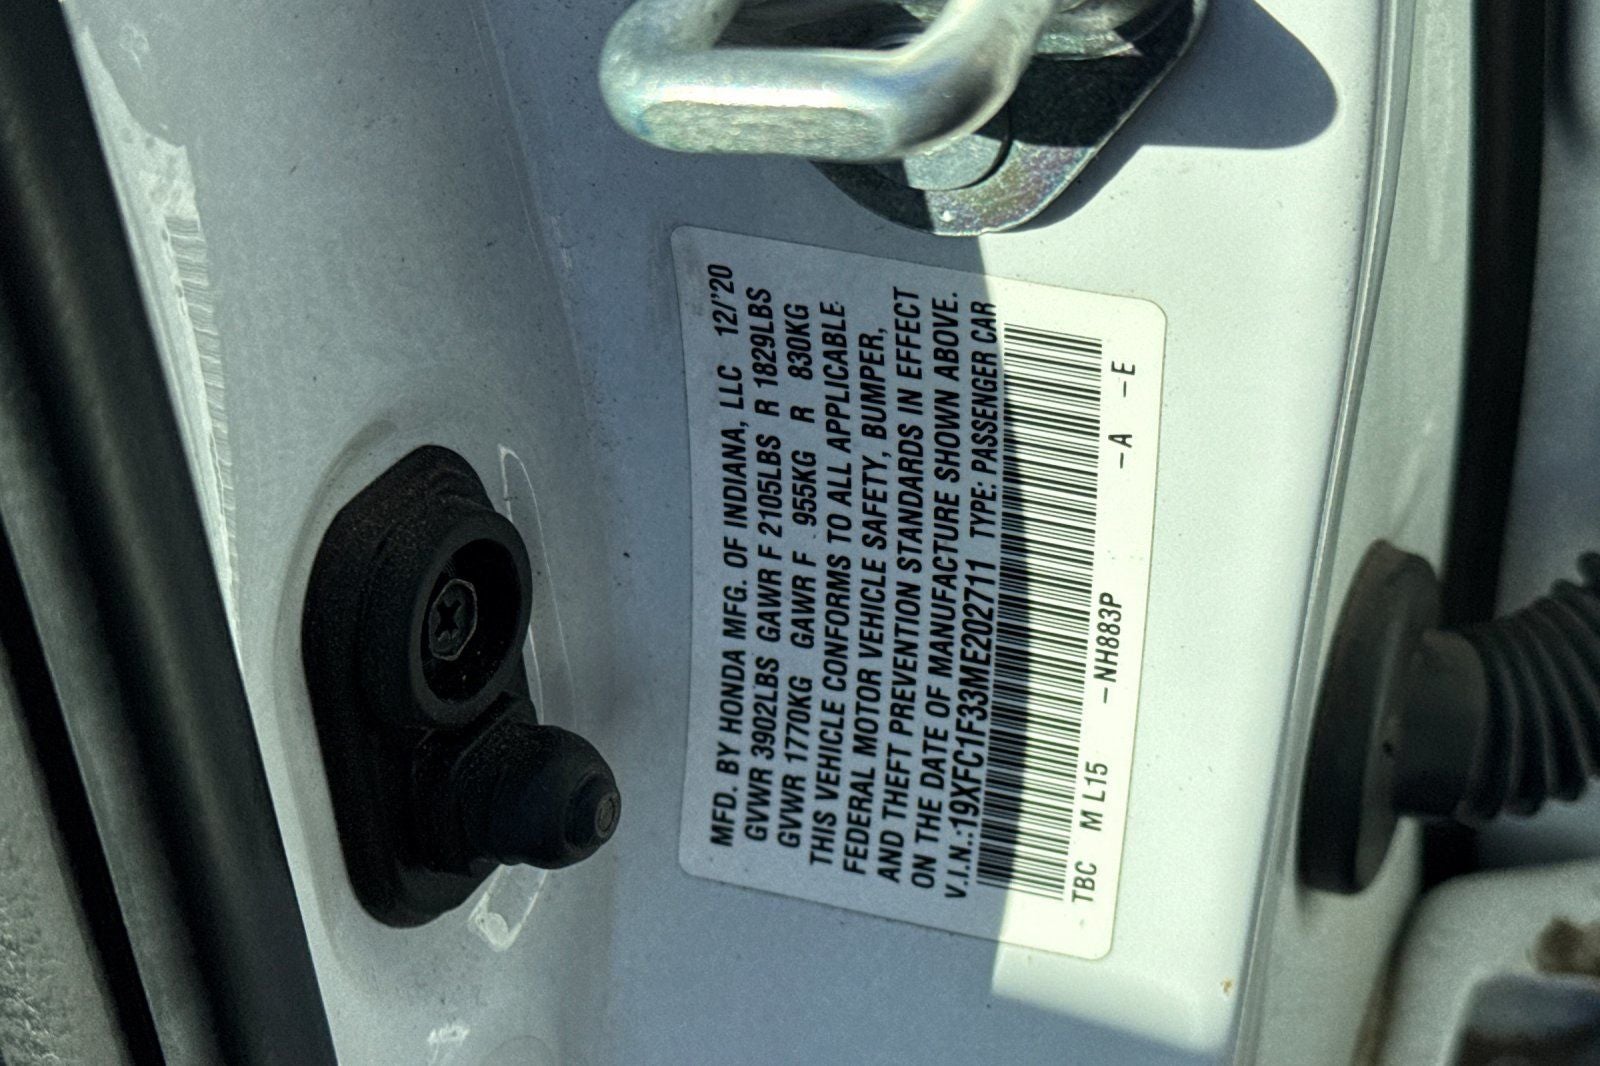 MFD. BY HONDA MFG. OF INDIANA, LLC 12/'20
GVWR 3902LBS GAWR F 2105LBS R 1829LBS
GVWR 1770KG GAWR F 955KG R 830KG
THIS VEHICLE CONFORMS TO ALL APPLICABLE
FEDERAL MOTOR VEHICLE SAFETY, BUMPER,
AND THEFT PREVENTION STANDARDS IN EFFECT
ON THE DATE OF MANUFACTURE SHOWN ABOVE.
V.I.N.:19XFC1F33ME202711 TYPE: PASSENGER CAR
TBC M L15 -NH883P -A -E